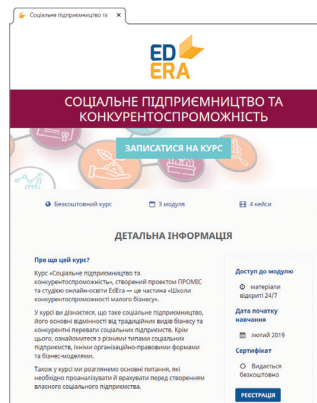 Соціальне підприємництво та
ED
ERA
СОЦІАЛЬНЕ ПІДПРИЄМНИЦТВО ТА
КОНКУРЕНТОСПРОМОЖНІСТЬ
ЗАПИСАТИСЯ НА КУРС
Безкоштовний курс
3 модуля
4 кейси
ДЕТАЛЬНА ІНФОРМАЦІЯ
Про що цей курс?
Курс «Соціальне підприємництво та
конкурентоспроможність», створений проектом ПРОМІС
та студією онлайн-освіти EdEra — це частина «Школи
конкурентоспроможності малого бізнесу».
У курсі ви дізнаєтеся, що таке соціальне підприємництво,
його основні відмінності від традиційних видів бізнесу та
конкурентні переваги соціальних підприємств. Крім
цього, ознайомитеся з різними типами соціальних
підприємств, їхніми організаційно-правовими формами
та бізнес-моделями.
Також у курсі ми розглянемо основні питання, які
необхідно проаналізувати й врахувати перед створенням
власного соціального підприємства.
Доступ до модулю
матеріали
відкриті 24/7
Дата початку
навчання
лютий 2019
Сертифікат
Видається
безкоштовно
РЕЄСТРАЦІЯ